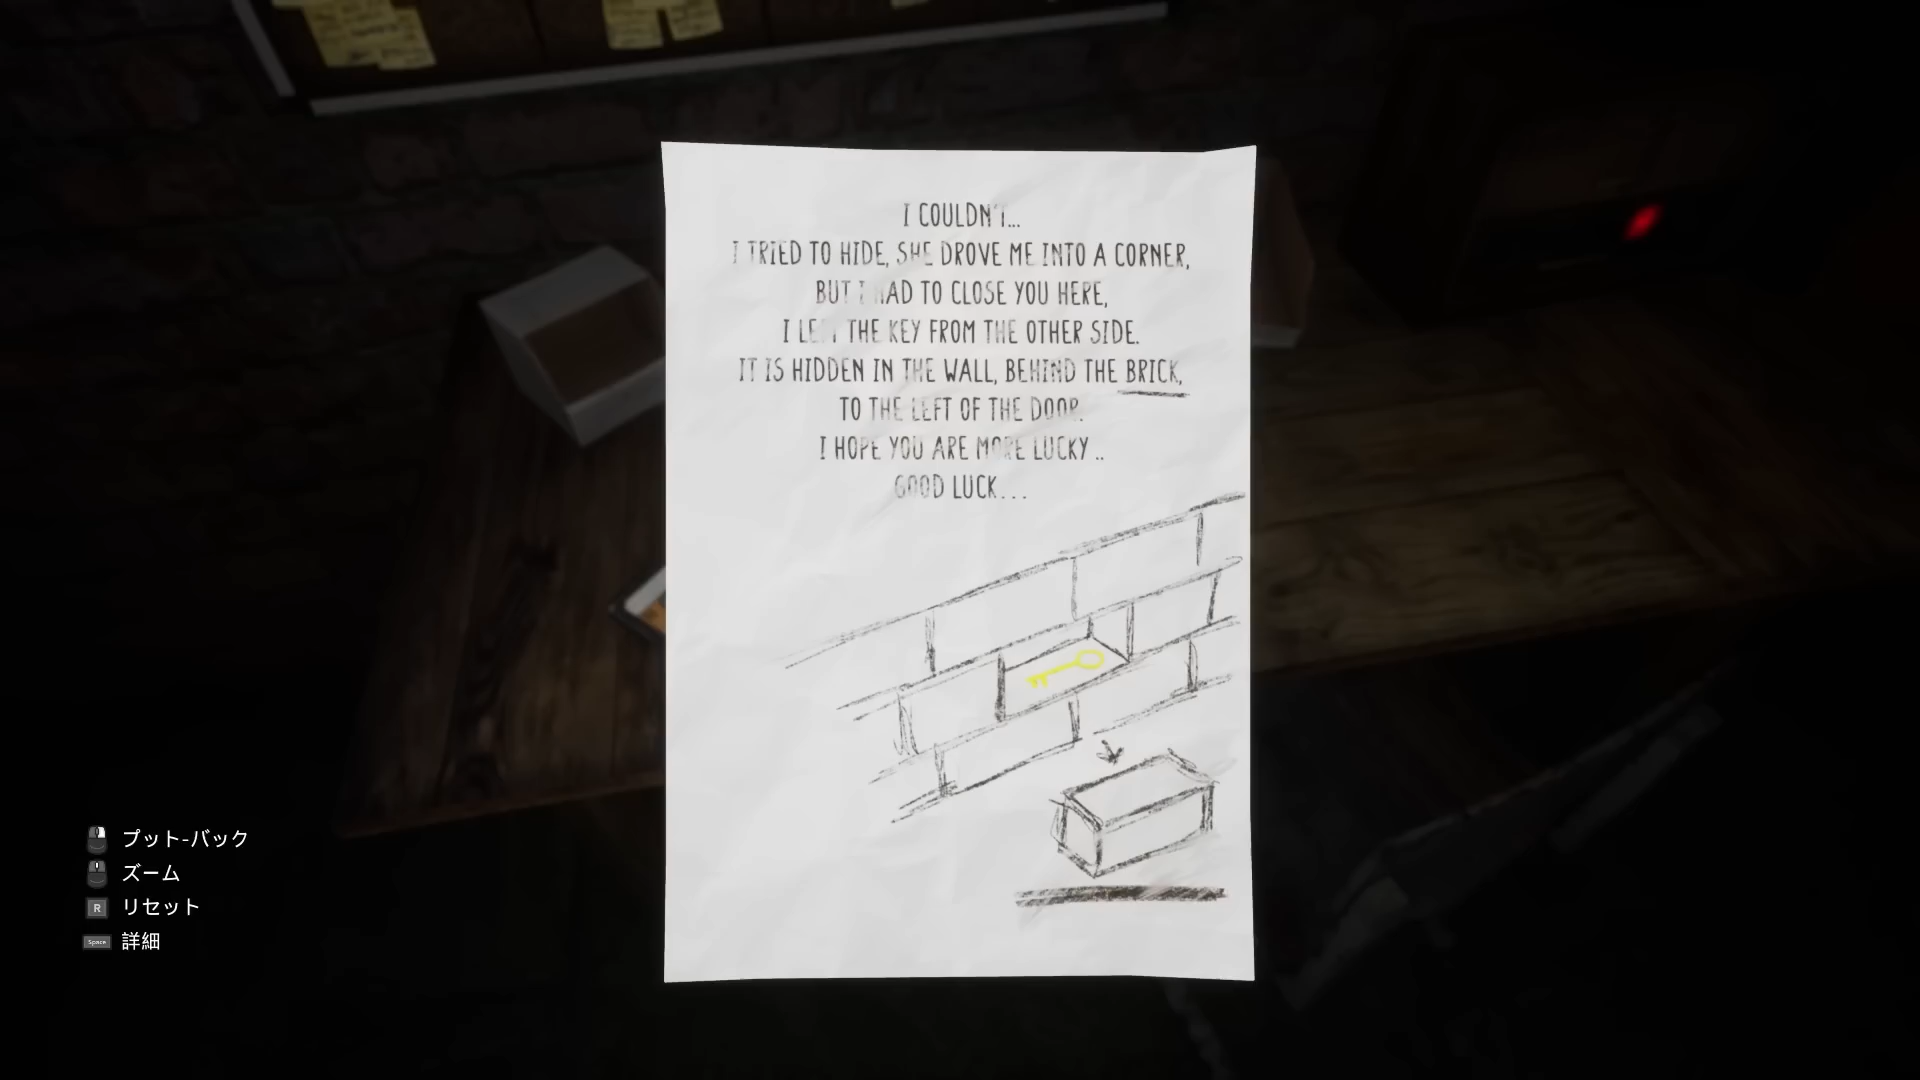 I COULDN'T...
I TRIED TO HIDE, SHE DROVE ME INTO A CORNER,
BUT I HAD TO CLOSE YOU HERE,
I LEFT THE KEY FROM THE OTHER SIDE.
IT IS HIDDEN IN THE WALL, BEHIND THE BRICK,
TO THE LEFT OF THE DOOR.
I HOPE YOU ARE MORE LUCKY ..
GOOD LUCK...
プット-バック
ズーム
R リセット
Space 詳細